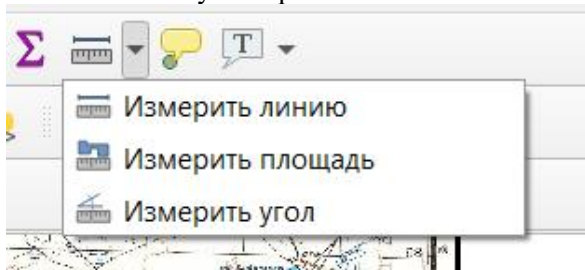 Σ
T
Измерить линию
Измерить площадь
Измерить угол